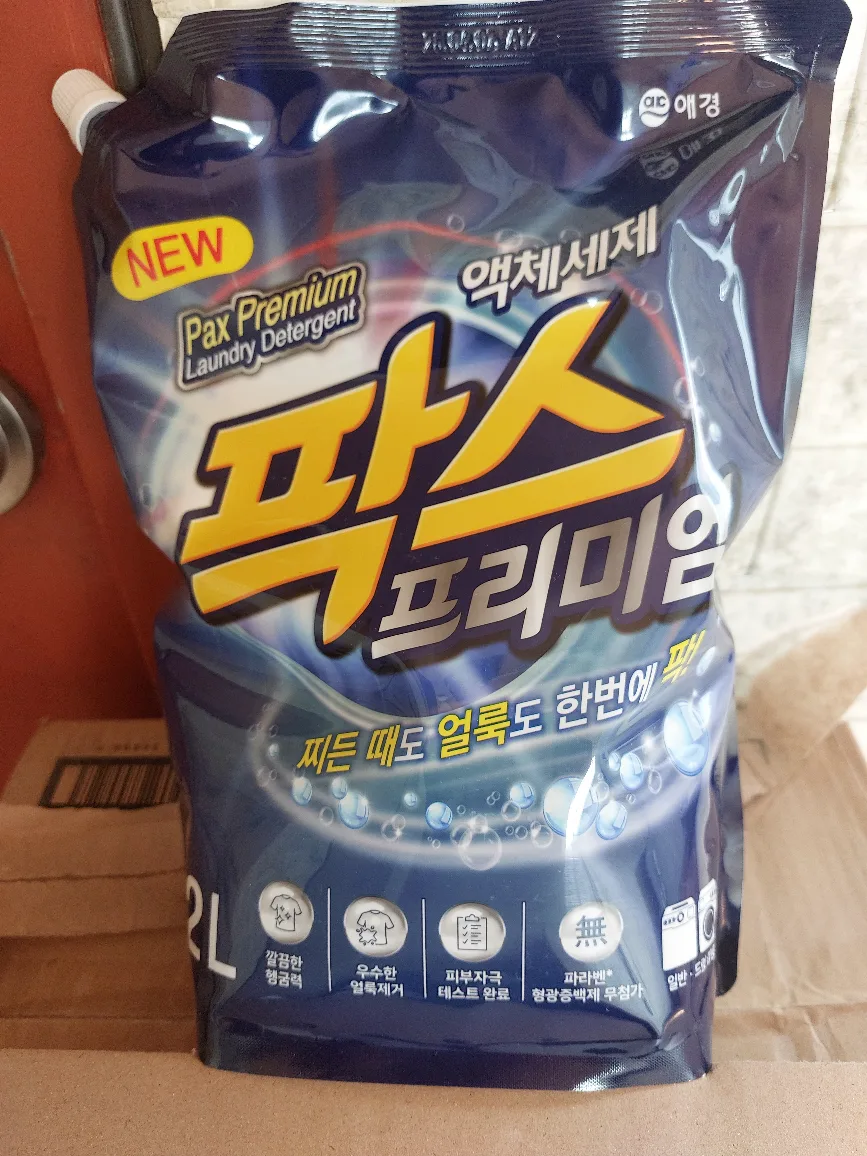 애경
NEW
액체세제
Pax Premium
Laundry Detergent
팍스
프리미엄
찌든 때도 얼룩도 한번에 팍!
2L
깔끔한
헹굼력
우수한
얼룩제거
피부자극
테스트 완료
無
파라벤*
형광증백제 무첨가
일반·